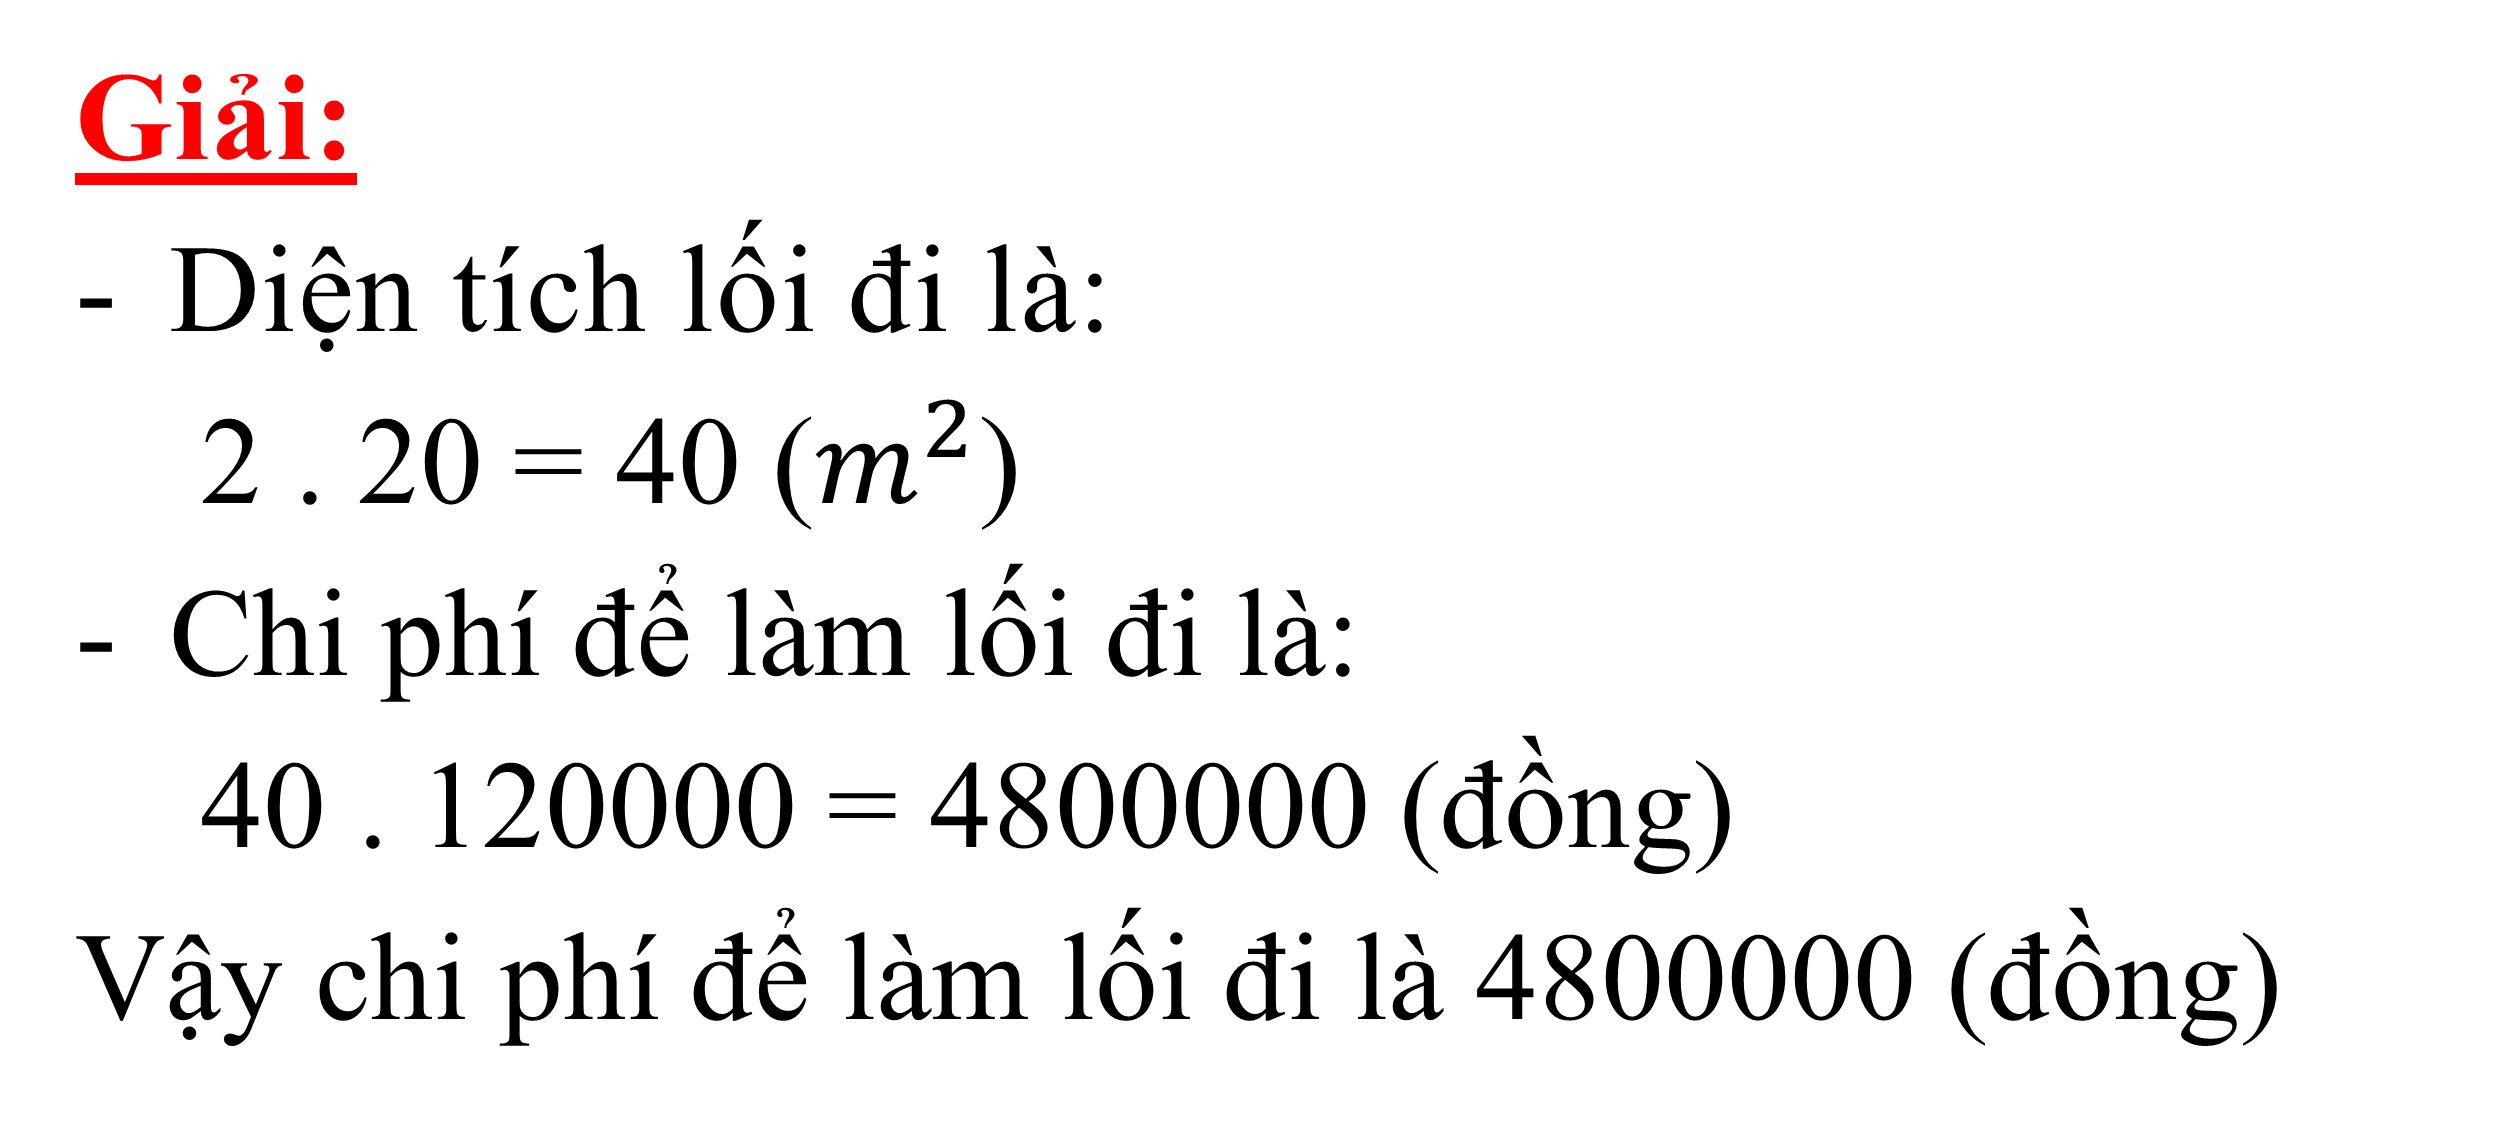 Giải:
- Diện tích lối đi là:
2 . 20 = 40 (m²)
- Chi phí để làm lối đi là:
40 . 120000 = 4800000 (đồng)
Vậy chi phí để làm lối đi là 4800000 (đồng)